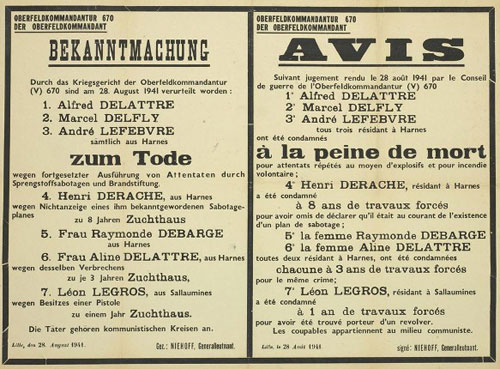 OBERFELDKOMMANDANTUR 670
DER OBERFELDKOMMANDANT
BEKANNTMACHUNG
Durch das Kriegsgericht der Oberfeldkommandantur
(V) 670 sind am 28. August 1941 verurteilt worden :
1. Alfred DELATTRE
2. Marcel DELFLY
3. André LEFEBVRE
sämtlich aus Harnes
zum Tode
wegen fortgesetzter Ausführung von Attentaten durch
Sprengstoffsabotagen und Brandstiftung.
4. Henri DERACHE, aus Harnes
wegen Nichtanzeige eines ihm bekanntgewordenen Sabotage-
planes
zu 8 Jahren Zuchthaus
5. Frau Raymonde DEBARGE
aus Harnes
6. Frau Aline DELATTRE, aus Harnes
wegen desselben Verbrechens
zu je 3 Jahren Zuchthaus,
7. Léon LEGROS, aus Sallaumines
wegen Besitzes einer Pistole
zu einem Jahr Zuchthaus.
Die Täter gehören kommunistischen Kreisen an.
Lille, den 28. August 1941.
Gez.: NIEHOFF, Generalleutnant.
OBERFELDKOMMANDANTUR 670
DER OBERFELDKOMMANDANT
AVIS
Suivant jugement rendu le 28 août 1941 par le Conseil
de guerre de l'Oberfeldkommandantur (V) 670
1° Alfred DELATTRE
2° Marcel DELFLY
3° André LEFEBVRE
tous trois résidant à Harnes
ont été condamnés
à la peine de mort
pour attentats répétés au moyen d'explosifs et pour incendie
volontaire ;
4° Henri DERACHE, résidant à Harnes
a été condamné
à 8 ans de travaux forcés
pour avoir omis de déclarer qu'il était au courant de l'existence
d'un plan de sabotage ;
5° la femme Raymonde DEBARGE
6° la femme Aline DELATTRE
toutes deux résidant à Harnes, ont été condamnées
chacune à 3 ans de travaux forcés
pour le même crime;
7° Léon LEGROS, résidant à Sallaumines
a été condamné
à 1 an de travaux forcés
pour avoir été trouvé porteur d'un revolver.
Les coupables appartiennent au milieu communiste.
Lille, le 28 Août 1941
signé: NIEHOFF, Generalleutnant.